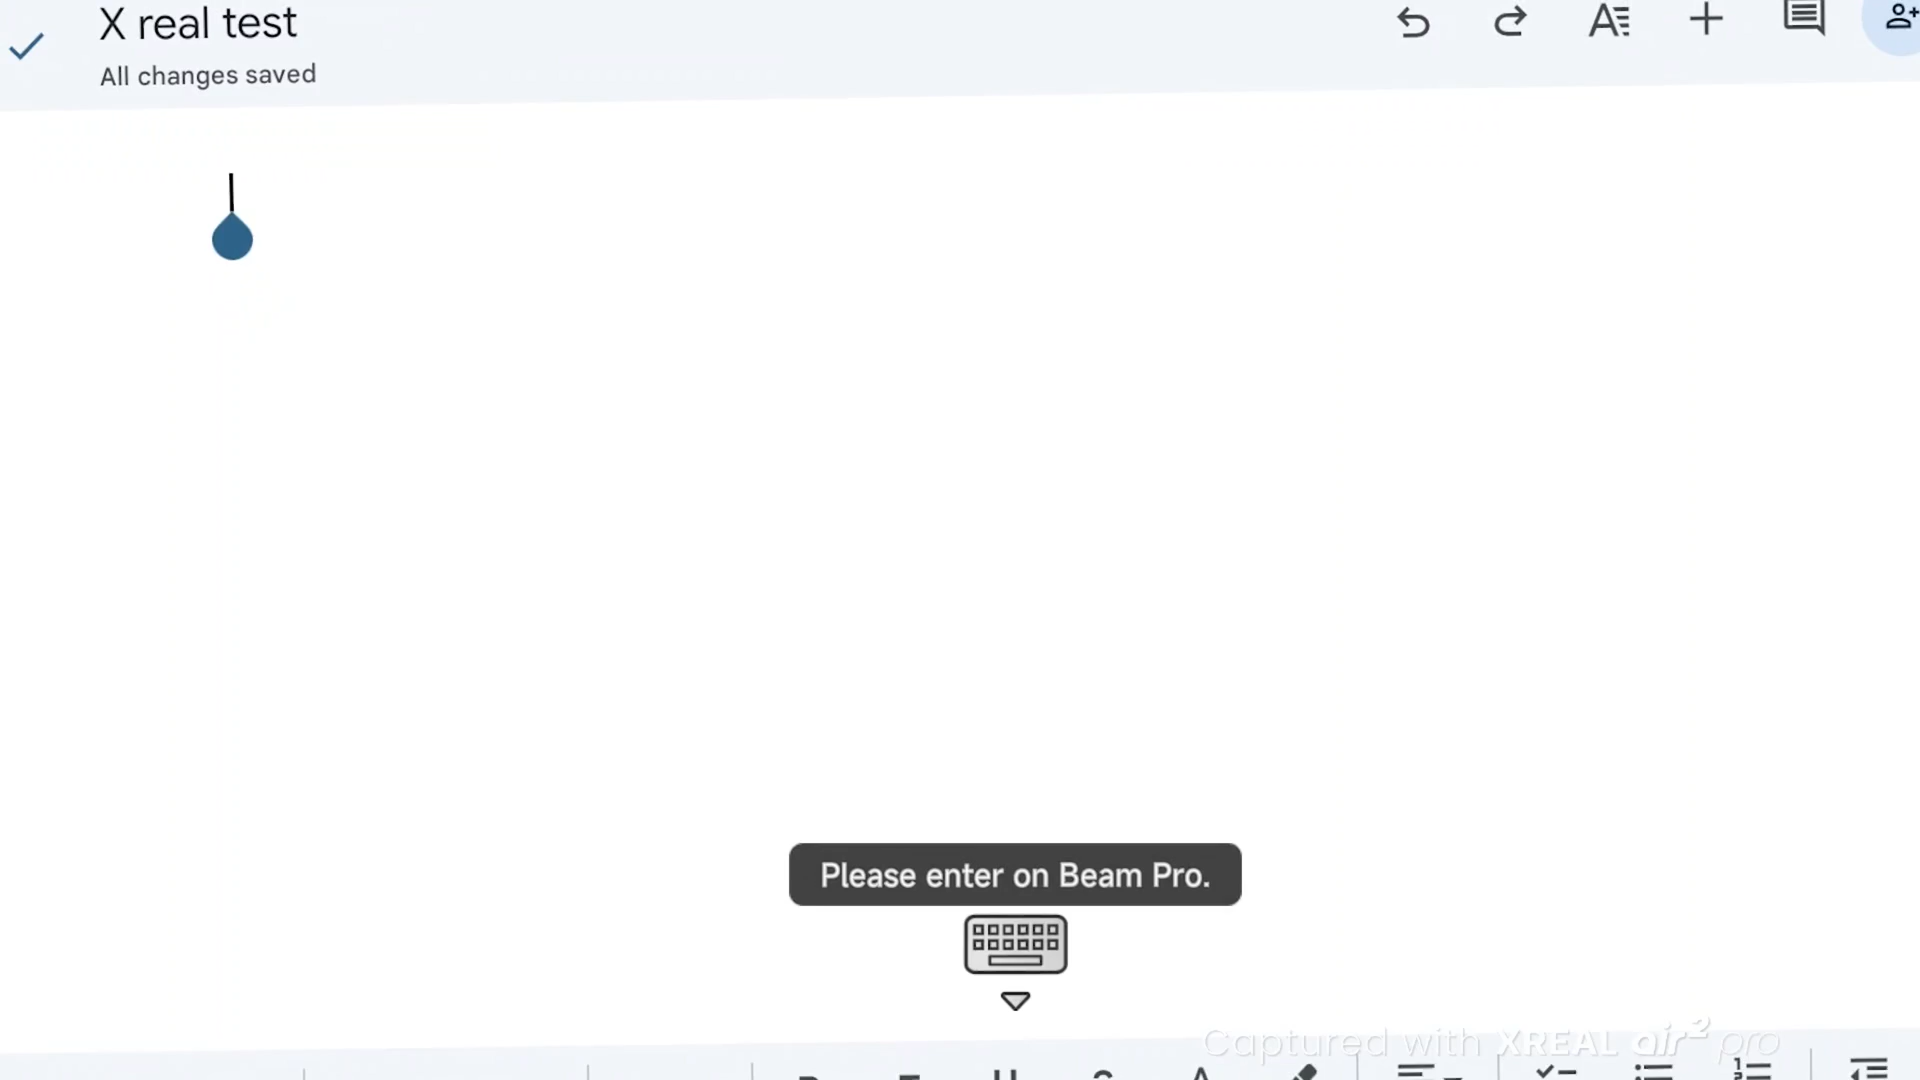 X real test
All changes saved
Please enter on Beam Pro.
Captured with XREAL air² pro